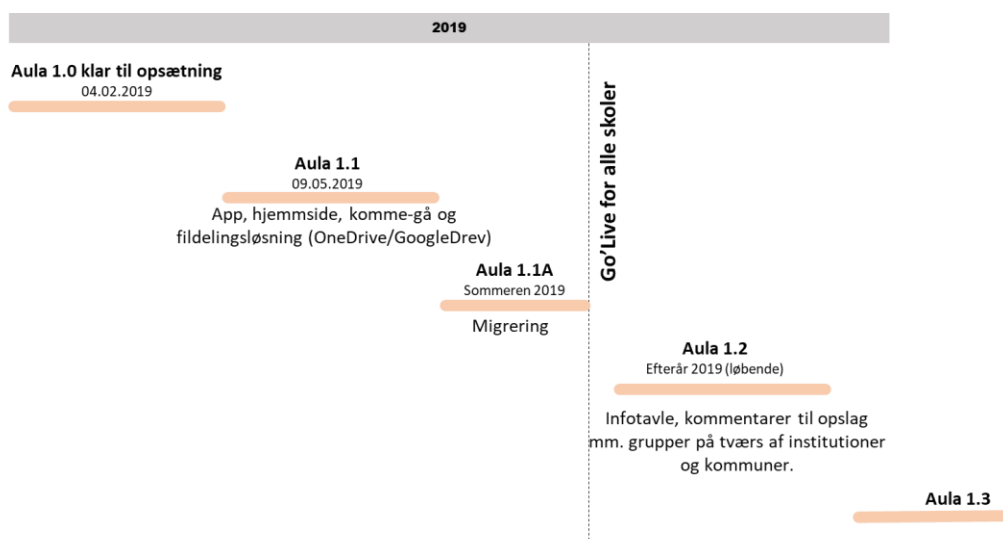 2019
Aula 1.0 klar til opsætning
04.02.2019
Aula 1.1
09.05.2019
App, hjemmside, komme-gå og
fildelingsløsning (OneDrive/GoogleDrev)
Aula 1.1A
Sommeren 2019
Migrering
Go'Live for alle skoler
Aula 1.2
Efterår 2019 (løbende)
Infotavle, kommentarer til opslag
mm. grupper på tværs af institutioner
og kommuner.
Aula 1.3